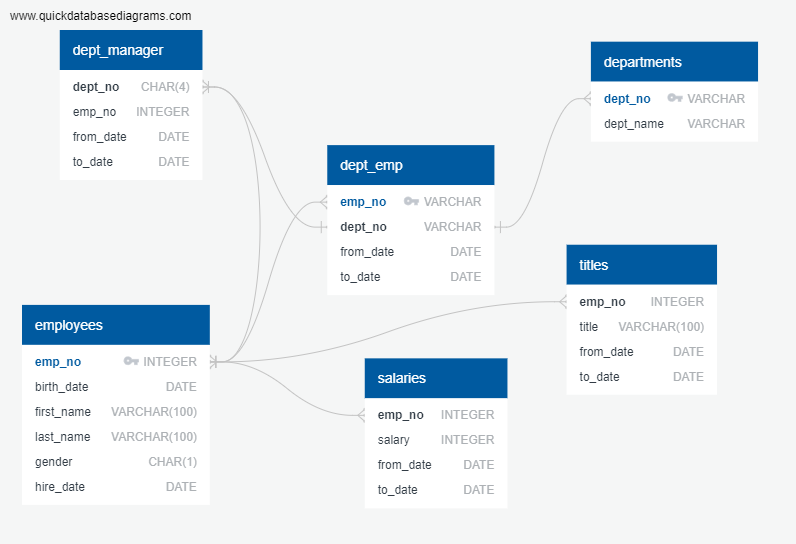 www.quickdatabasediagrams.com
dept_manager
dept_no CHAR(4)
emp_no INTEGER
from_date DATE
to_date DATE
departments
dept_no VARCHAR
dept_name VARCHAR
dept_emp
emp_no VARCHAR
dept_no VARCHAR
from_date DATE
to_date DATE
titles
emp_no INTEGER
title VARCHAR(100)
from_date DATE
to_date DATE
employees
emp_no INTEGER
birth_date DATE
first_name VARCHAR(100)
last_name VARCHAR(100)
gender CHAR(1)
hire_date DATE
salaries
emp_no INTEGER
salary INTEGER
from_date DATE
to_date DATE